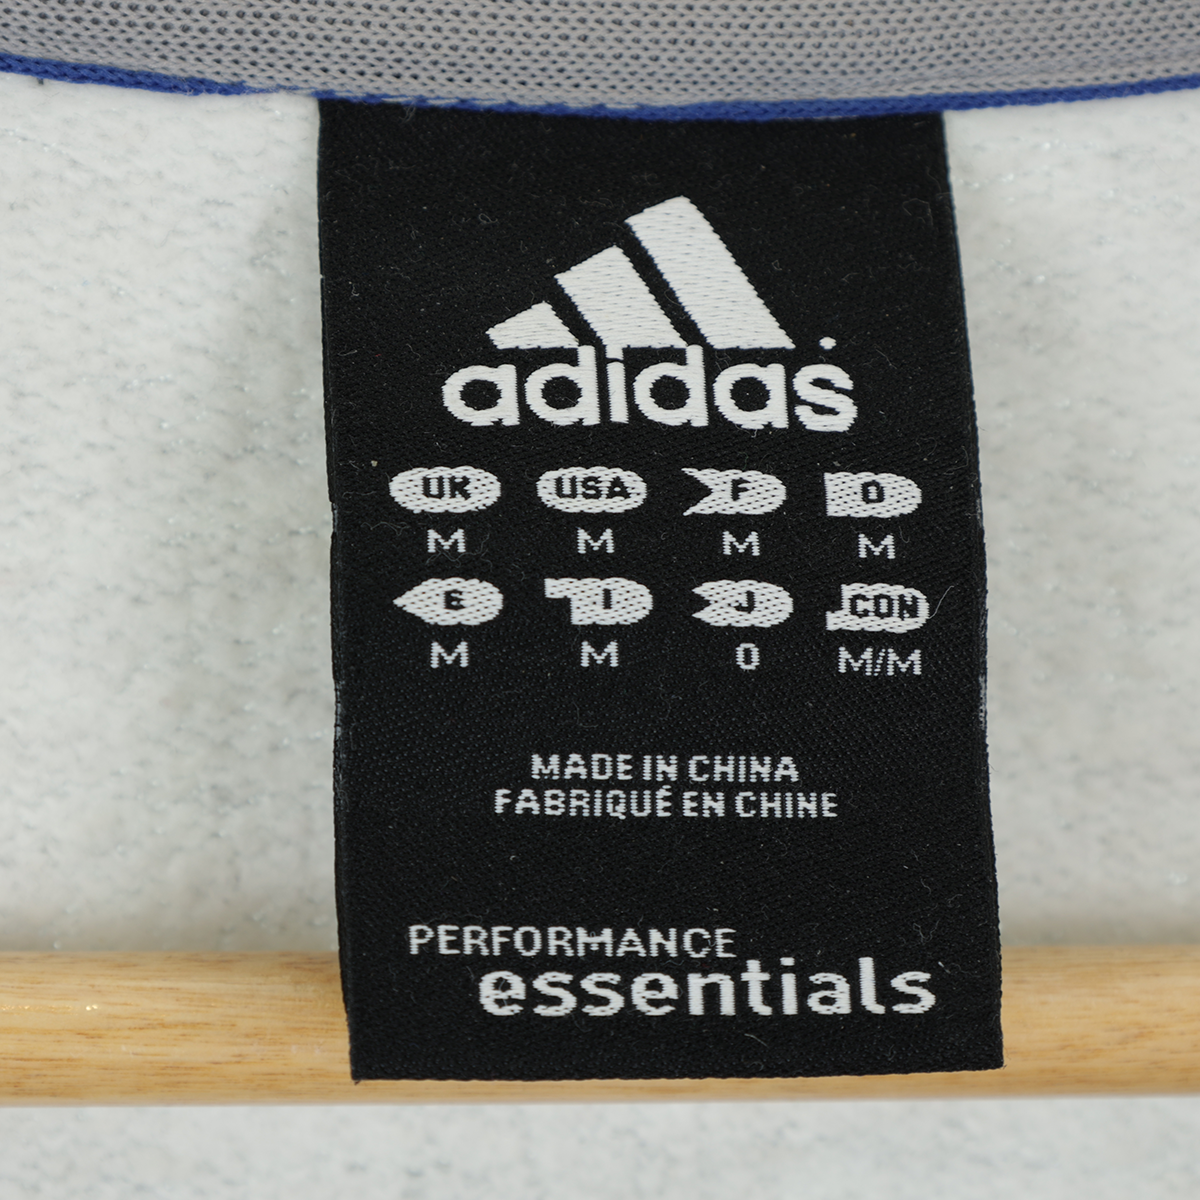 adidas
UK USA F D
M M M M
E I J CON
M M O M/M
MADE IN CHINA
FABRIQUÉ EN CHINE
PERFORMANCE
essentials